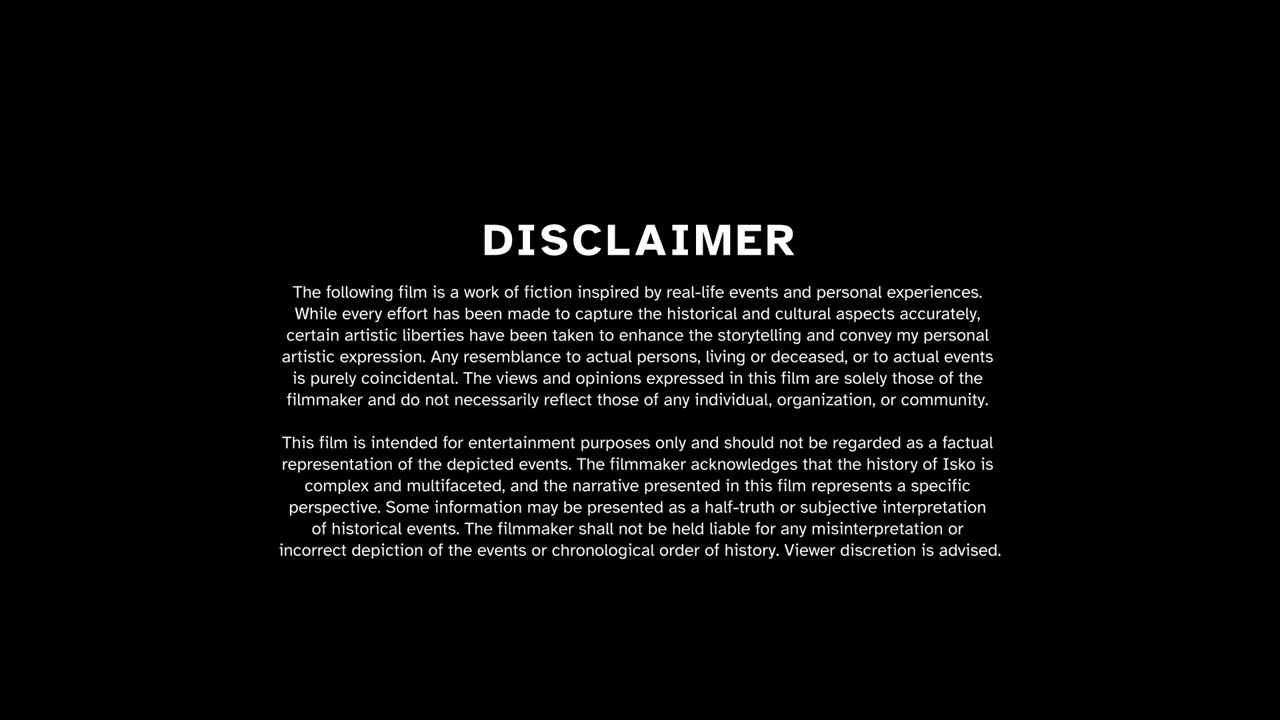 DISCLAIMER
The following film is a work of fiction inspired by real-life events and personal experiences.
While every effort has been made to capture the historical and cultural aspects accurately,
certain artistic liberties have been taken to enhance the storytelling and convey my personal
artistic expression. Any resemblance to actual persons, living or deceased, or to actual events
is purely coincidental. The views and opinions expressed in this film are solely those of the
filmmaker and do not necessarily reflect those of any individual, organization, or community.
This film is intended for entertainment purposes only and should not be regarded as a factual
representation of the depicted events. The filmmaker acknowledges that the history of Isko is
complex and multifaceted, and the narrative presented in this film represents a specific
perspective. Some information may be presented as a half-truth or subjective interpretation
of historical events. The filmmaker shall not be held liable for any misinterpretation or
incorrect depiction of the events or chronological order of history. Viewer discretion is advised.